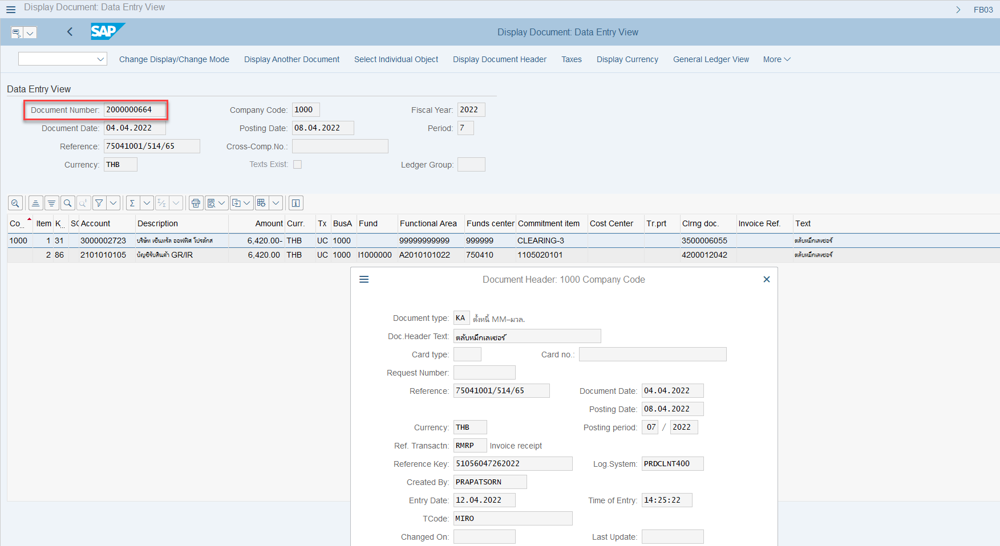 Display Document: Data Entry View
FB03
SAP
Display Document: Data Entry View
Change Display/Change Mode Display Another Document Select Individual Object Display Document Header Taxes Display Currency General Ledger View More
Data Entry View
Document Number: 2000000664 Company Code: 1000 Fiscal Year: 2022
Document Date: 04.04.2022 Posting Date: 08.04.2022 Period: 7
Reference: 75041001/514/65 Cross-Comp.No.:
Currency: THB Texts Exist: Ledger Group:
Co... Item K... SG Account Description Amount Curr. Tx BusA Fund Functional Area Funds center Commitment item Cost Center Tr.prt Clrng doc. Invoice Ref. Text
1000 1 31 3000002723 บริษัท เซ็นทรัล ออฟฟิศ โปรดักส 6,420.00- THB UC 1000 99999999999 999999 CLEARING-3 3500006055 ตลับหมึกเลเซอร์
2 86 2101010105 บัญชีรับสินค้า GR/IR 6,420.00 THB UC 1000 I1000000 A2010101022 750410 1105020101 4200012042 ตลับหมึกเลเซอร์
Document Header: 1000 Company Code
Document type: KA ตั้งหนี้ MM-มวล.
Doc.Header Text: ตลับหมึกเลเซอร์
Card type: Card no.:
Request Number:
Reference: 75041001/514/65 Document Date: 04.04.2022
Posting Date: 08.04.2022
Currency: THB Posting period: 07 / 2022
Ref. Transactn: RMRP Invoice receipt
Reference Key: 51056047262022 Log.System: PRDCLNT400
Created By: PRAPATSORN
Entry Date: 12.04.2022 Time of Entry: 14:25:22
TCode: MIRO
Changed On: Last Update: